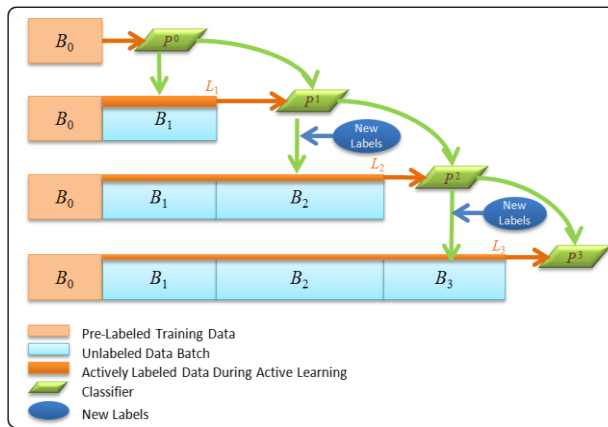 B0
P0
L1
P1
B0
B1
New
Labels
L2
P2
B0
B1
B2
New
Labels
L3
P3
B0
B1
B2
B3
Pre-Labeled Training Data
Unlabeled Data Batch
Actively Labeled Data During Active Learning
Classifier
New Labels